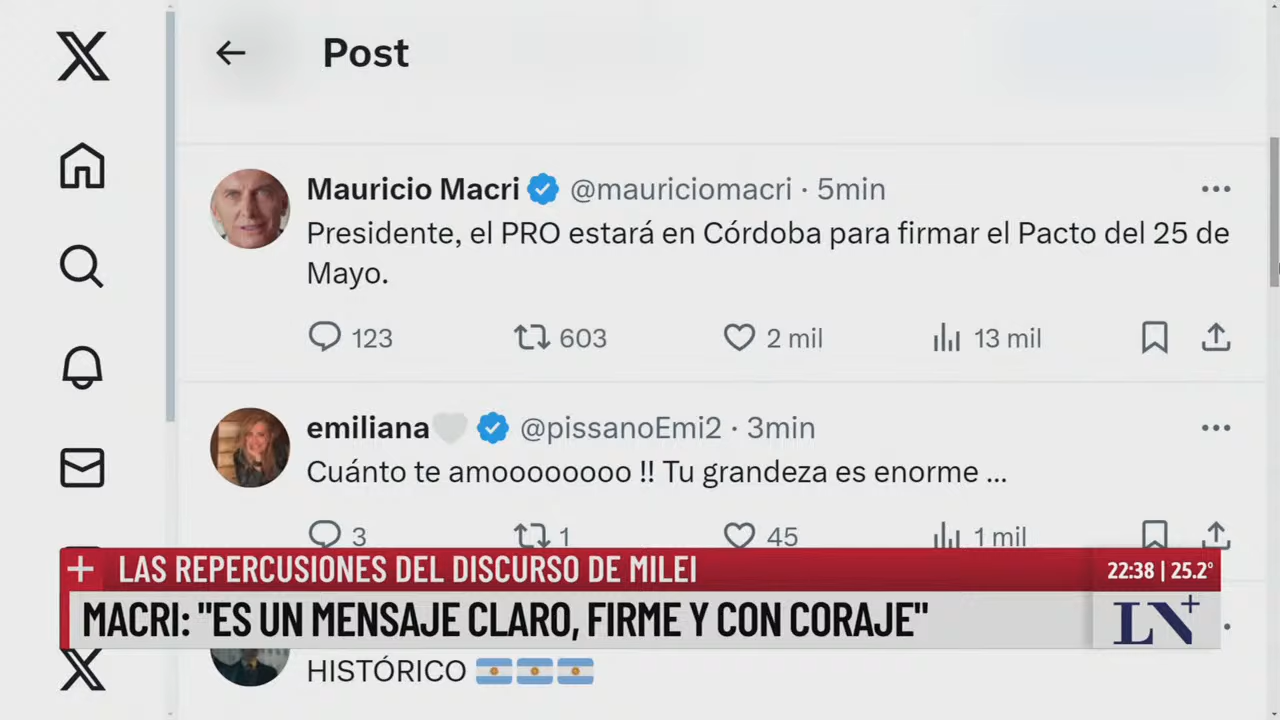 Post
Mauricio Macri @mauriciomacri · 5min
Presidente, el PRO estará en Córdoba para firmar el Pacto del 25 de
Mayo.
123 603 2 mil 13 mil
emiliana @pissanoEmi2 · 3min
Cuánto te amoooooooo !! Tu grandeza es enorme ...
3 1 45 1 mil
LAS REPERCUSIONES DEL DISCURSO DE MILEI
22:38 | 25.2°
MACRI: "ES UN MENSAJE CLARO, FIRME Y CON CORAJE"
LN+
HISTÓRICO